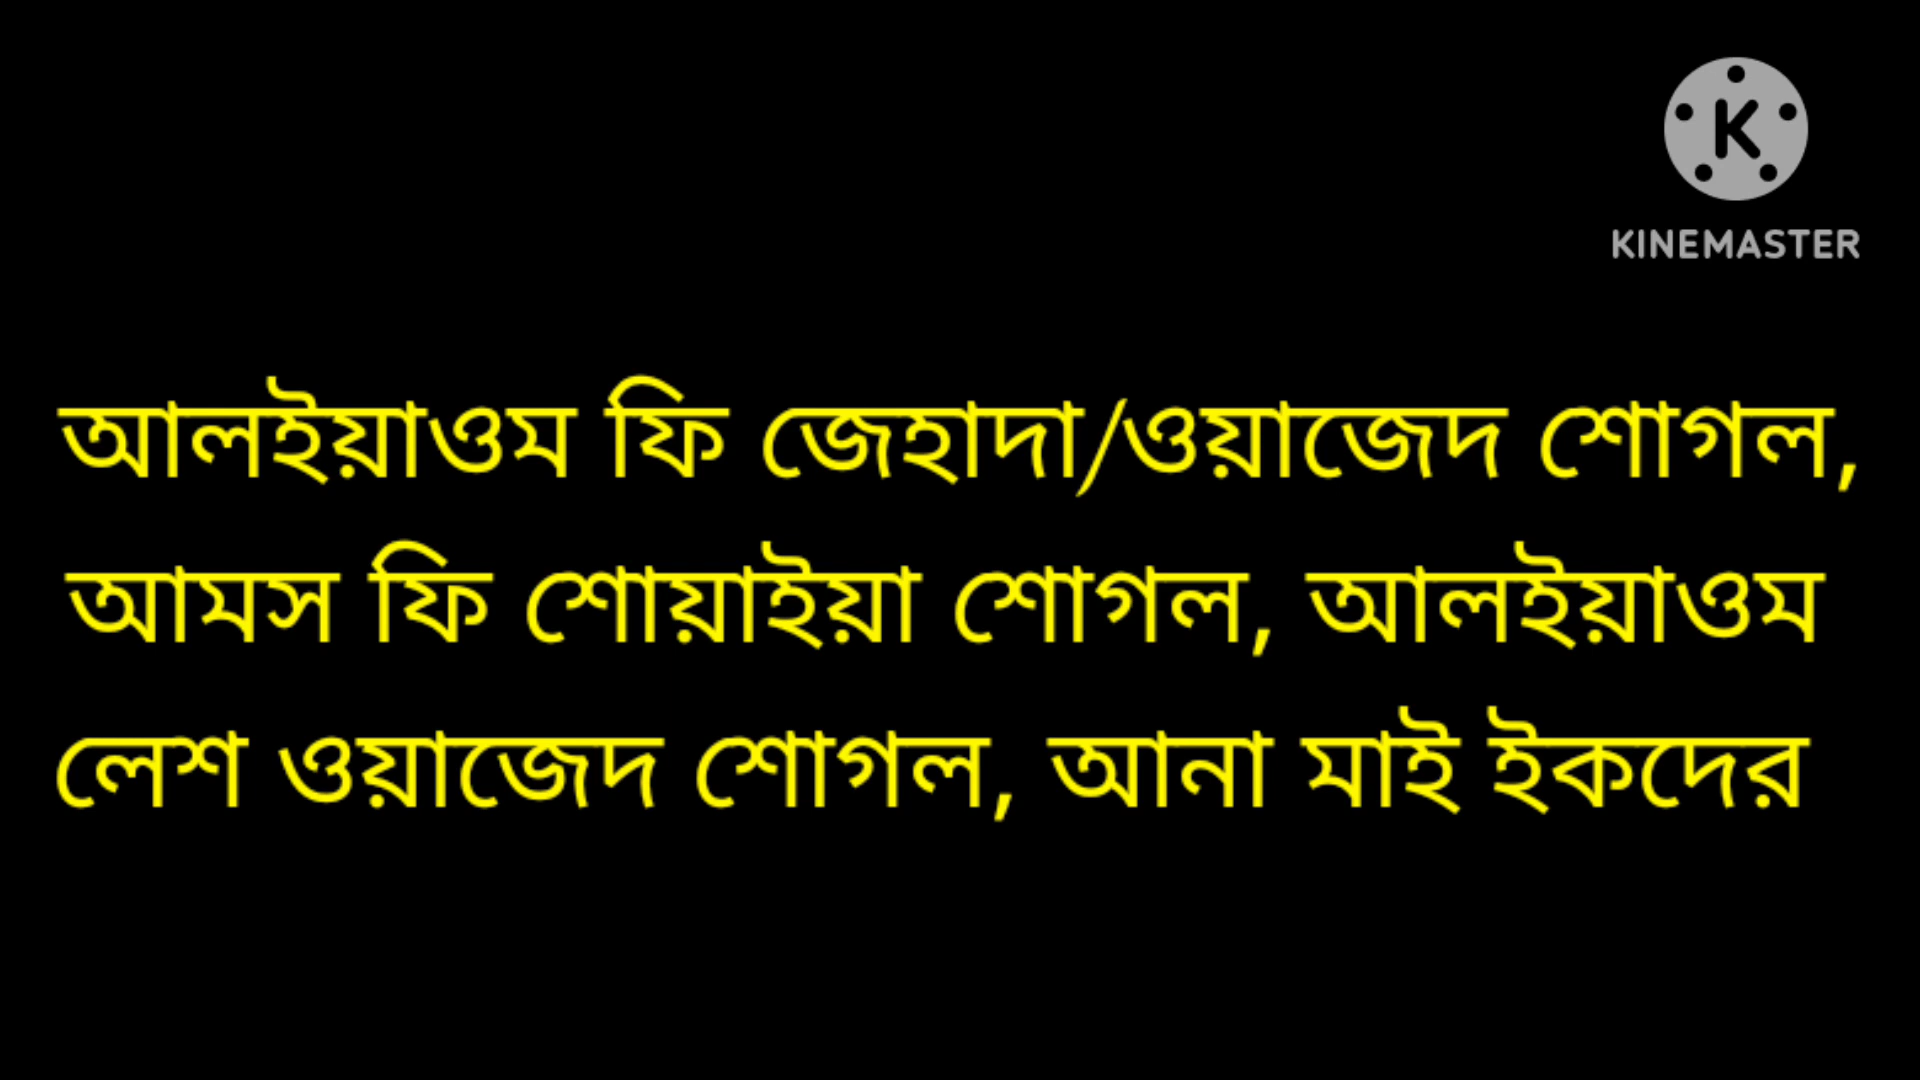 KINEMASTER
আলইয়াওম ফি জেহাদা/ওয়াজেদ শোগল,
আমস ফি শোয়াইয়া শোগল, আলইয়াওম
লেশ ওয়াজেদ শোগল, আনা মাই ইকদের